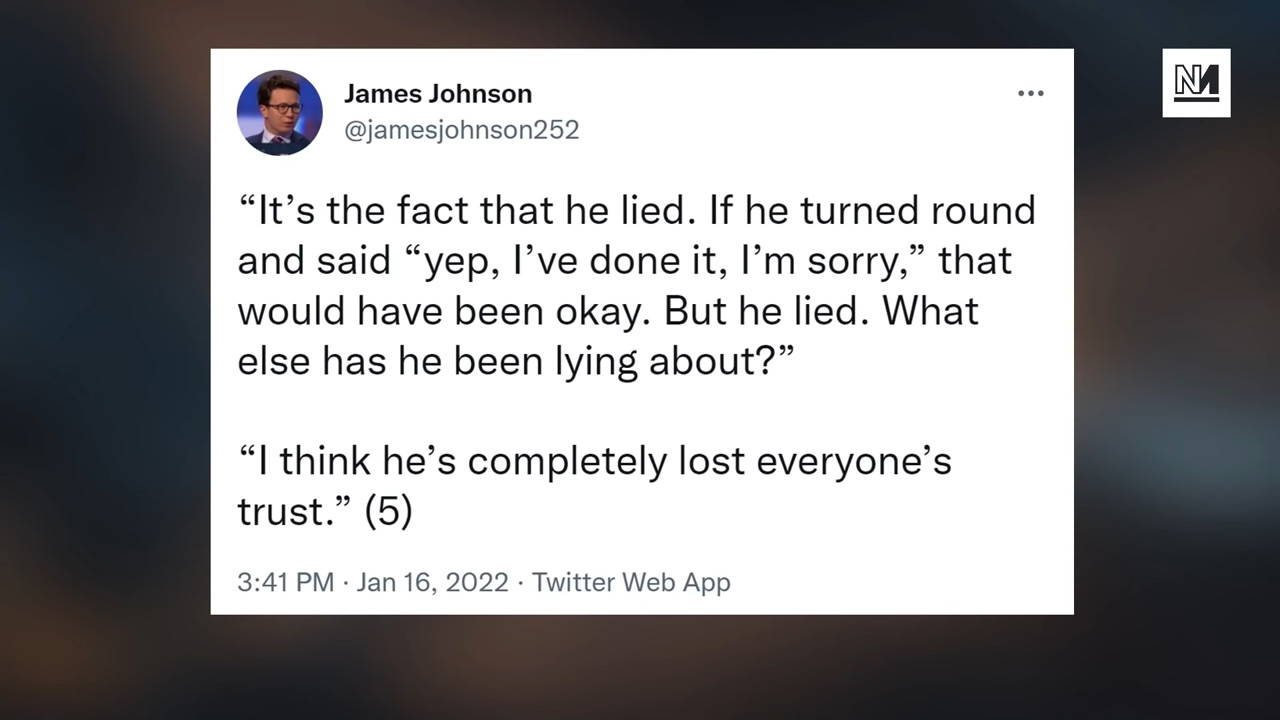 James Johnson
@jamesjohnson252
“It’s the fact that he lied. If he turned round
and said “yep, I’ve done it, I’m sorry,” that
would have been okay. But he lied. What
else has he been lying about?”
“I think he’s completely lost everyone’s
trust.” (5)
3:41 PM · Jan 16, 2022 · Twitter Web App
NM